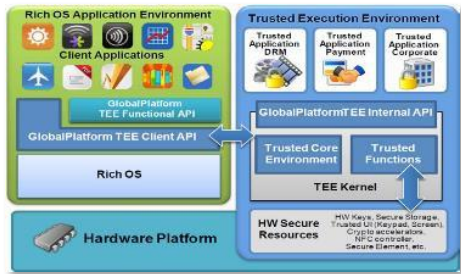 Rich OS Application Environment
Client Applications
GlobalPlatform
TEE Functional API
GlobalPlatform TEE Client API
Rich OS
Hardware Platform
Trusted Execution Environment
Trusted
Application
DRM
Trusted
Application
Payment
Trusted
Application
Corporate
GlobalPlatformTEE Internal API
Trusted Core
Environment
Trusted
Functions
TEE Kernel
HW Secure
Resources
HW Keys, Secure Storage,
Trusted UI (Keypad, Screen),
Crypto accelerators,
NFC controller,
Secure Element, etc.